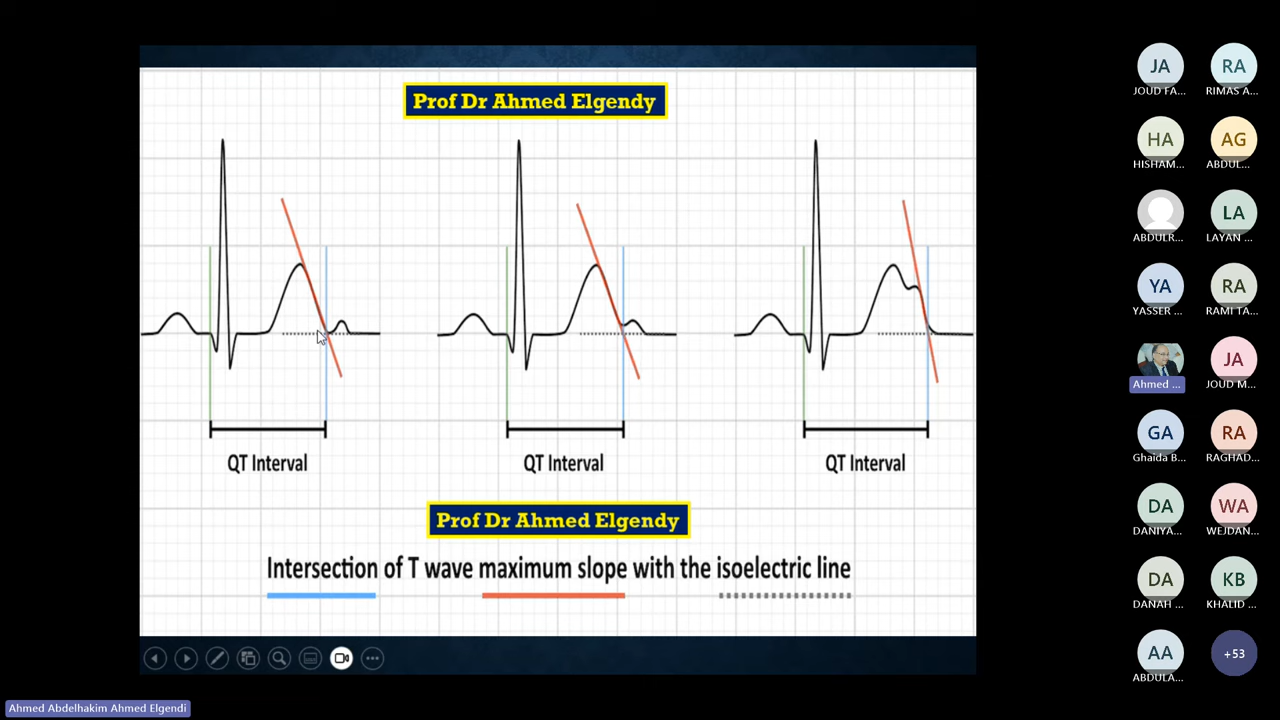 Prof Dr Ahmed Elgendy
QT Interval
QT Interval
QT Interval
Prof Dr Ahmed Elgendy
Intersection of T wave maximum slope with the isoelectric line
JA
JOUD FA...
RA
RIMAS A...
HA
HISHAM...
AG
ABDUL...
ABDULR...
LA
LAYAN ...
YA
YASSER ...
RA
RAMI TA...
Ahmed ...
JA
JOUD M...
GA
Ghaida B...
RA
RAGHAD...
DA
DANIYA...
WA
WEJDAN...
DA
DANAH ...
KB
KHALID ...
AA
ABDULA...
+53
Ahmed Abdelhakim Ahmed Elgendi